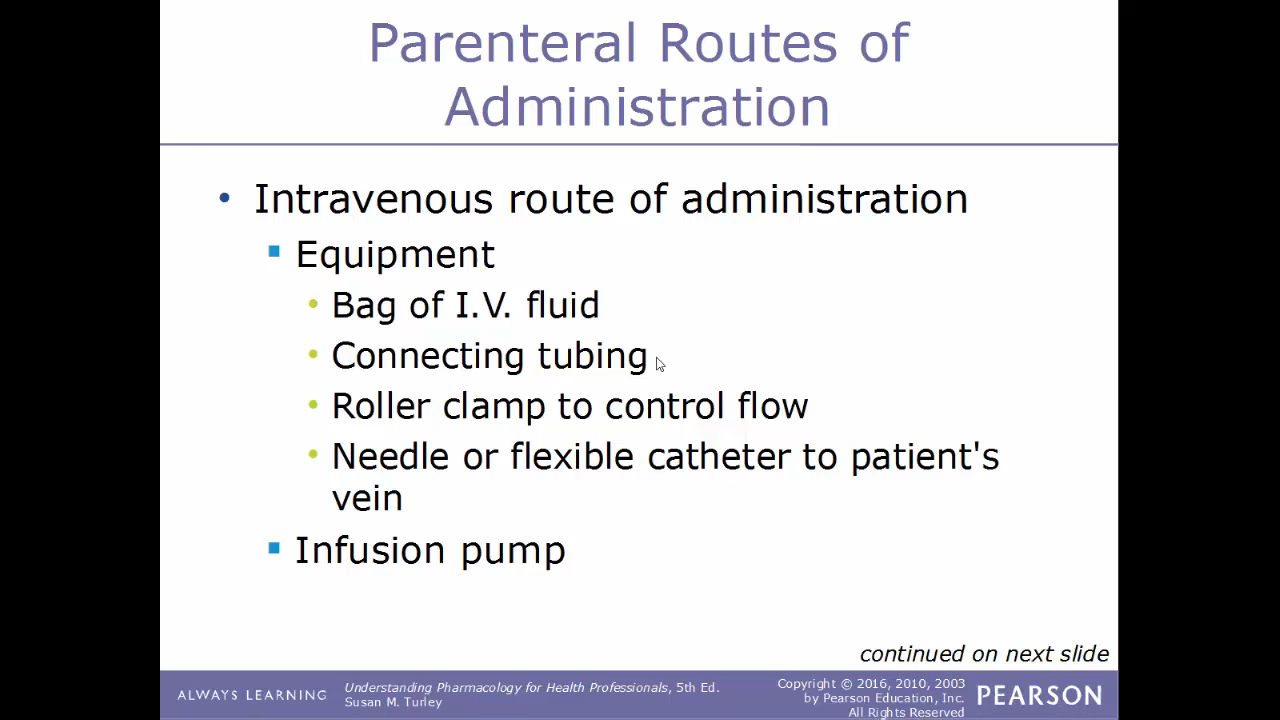 Parenteral Routes of
Administration
• Intravenous route of administration
▪ Equipment
• Bag of I.V. fluid
• Connecting tubing
• Roller clamp to control flow
• Needle or flexible catheter to patient's
vein
▪ Infusion pump
continued on next slide
ALWAYS LEARNING
Understanding Pharmacology for Health Professionals, 5th Ed.
Susan M. Turley
Copyright © 2016, 2010, 2003
by Pearson Education, Inc.
All Rights Reserved
PEARSON